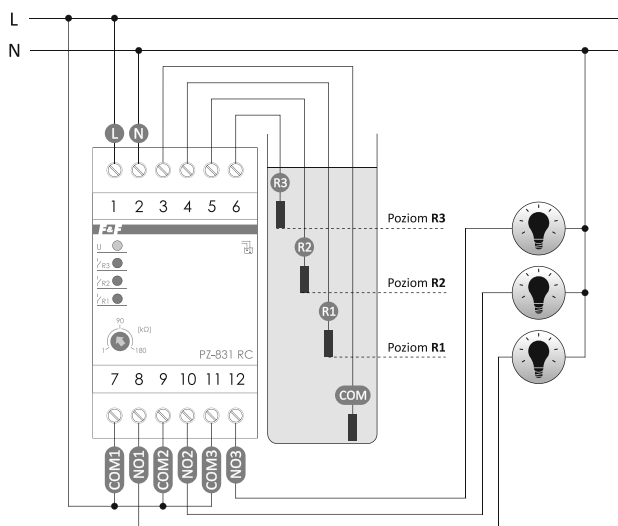 L
N
L N
1 2 3 4 5 6
F&F
U
R3
R2
R1
90
[kΩ]
1 180
PZ-831 RC
7 8 9 10 11 12
COM1 NO1 COM2 NO2 COM3 NO3
R3
R2
R1
COM
Poziom R3
Poziom R2
Poziom R1